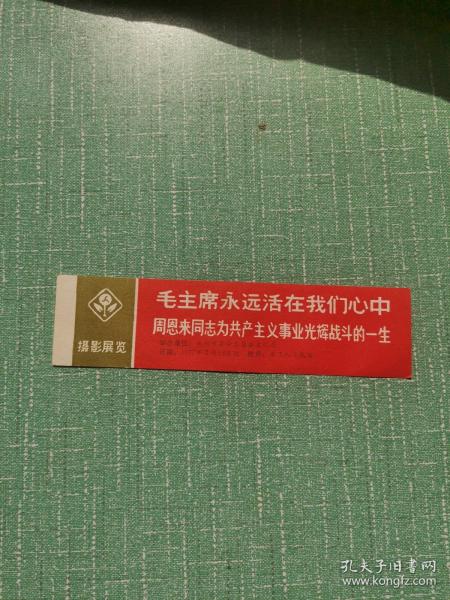 毛主席永远活在我们心中
周恩来同志为共产主义事业光辉战斗的一生
摄影展览
孔夫子旧书网
www.kongfz.com